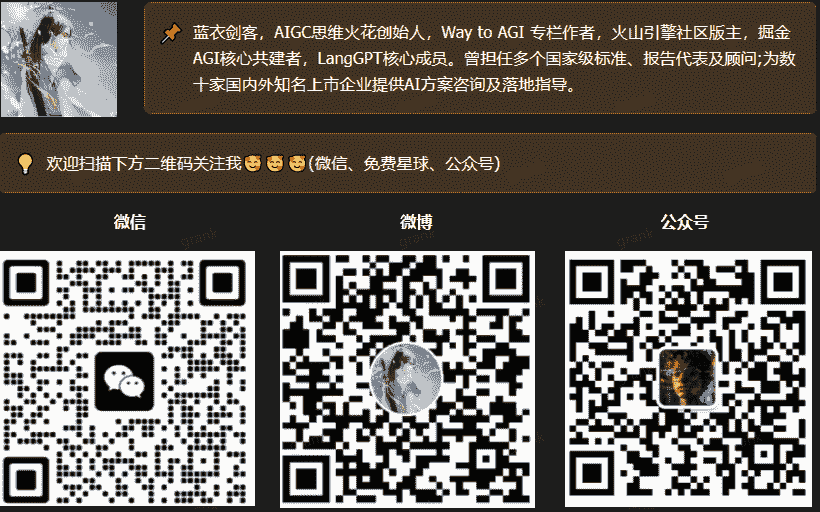 蓝衣剑客，AIGC思维火花创始人，Way to AGI 专栏作者，火山引擎社区版主，掘金
AGI核心共建者，LangGPT核心成员。曾担任多个国家级标准、报告代表及顾问;为数
十家国内外知名上市企业提供AI方案咨询及落地指导。
欢迎扫描下方二维码关注我🥰🥰🥰(微信、免费星球、公众号)
微信
微博
公众号
grank
grank
grank